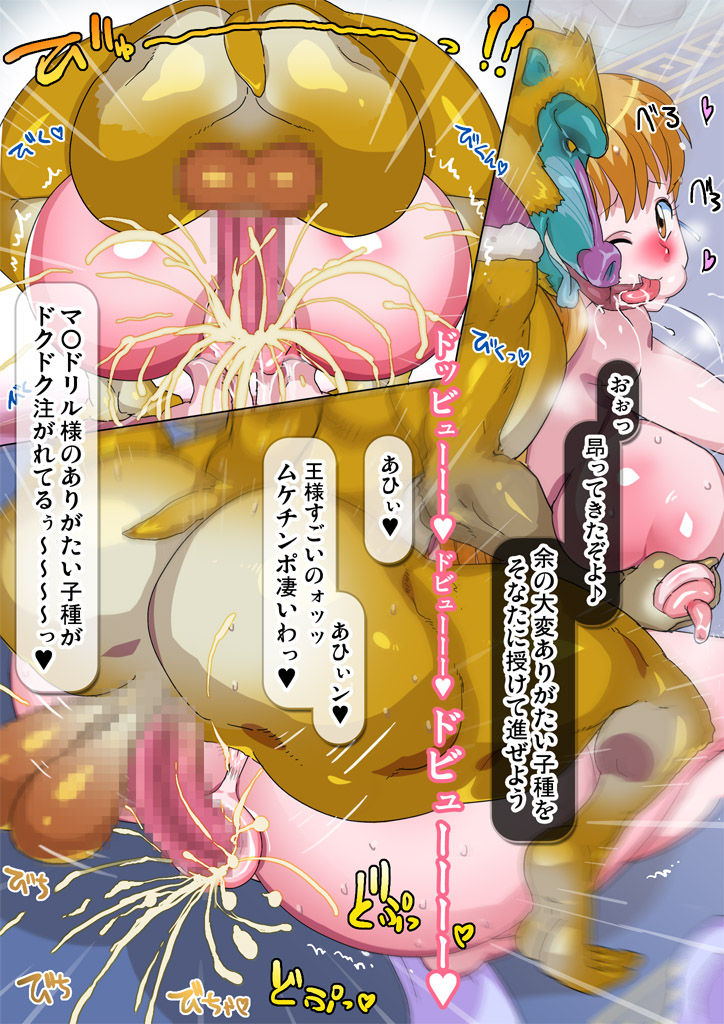 びゅーーーっ!!
べろ
べろ
びくっ
びくんっ
びくっ
びく
おぉっ
昂ってきたぞよ♪
余の大変ありがたい子種を
そなたに授けて進ぜよう
ドッビューーー♥ドビューーー♥ドビューーーー♥
あひぃ♥
王様すごいのォッッ
ムケチンポ凄いわっ♥
あひぃン♥
マ〇ドリル様のありがたい子種が
ドクドク注がれてるぅ〜〜〜〜っ♥
びち
びち
びちゃ
どぷっ
どぷっ